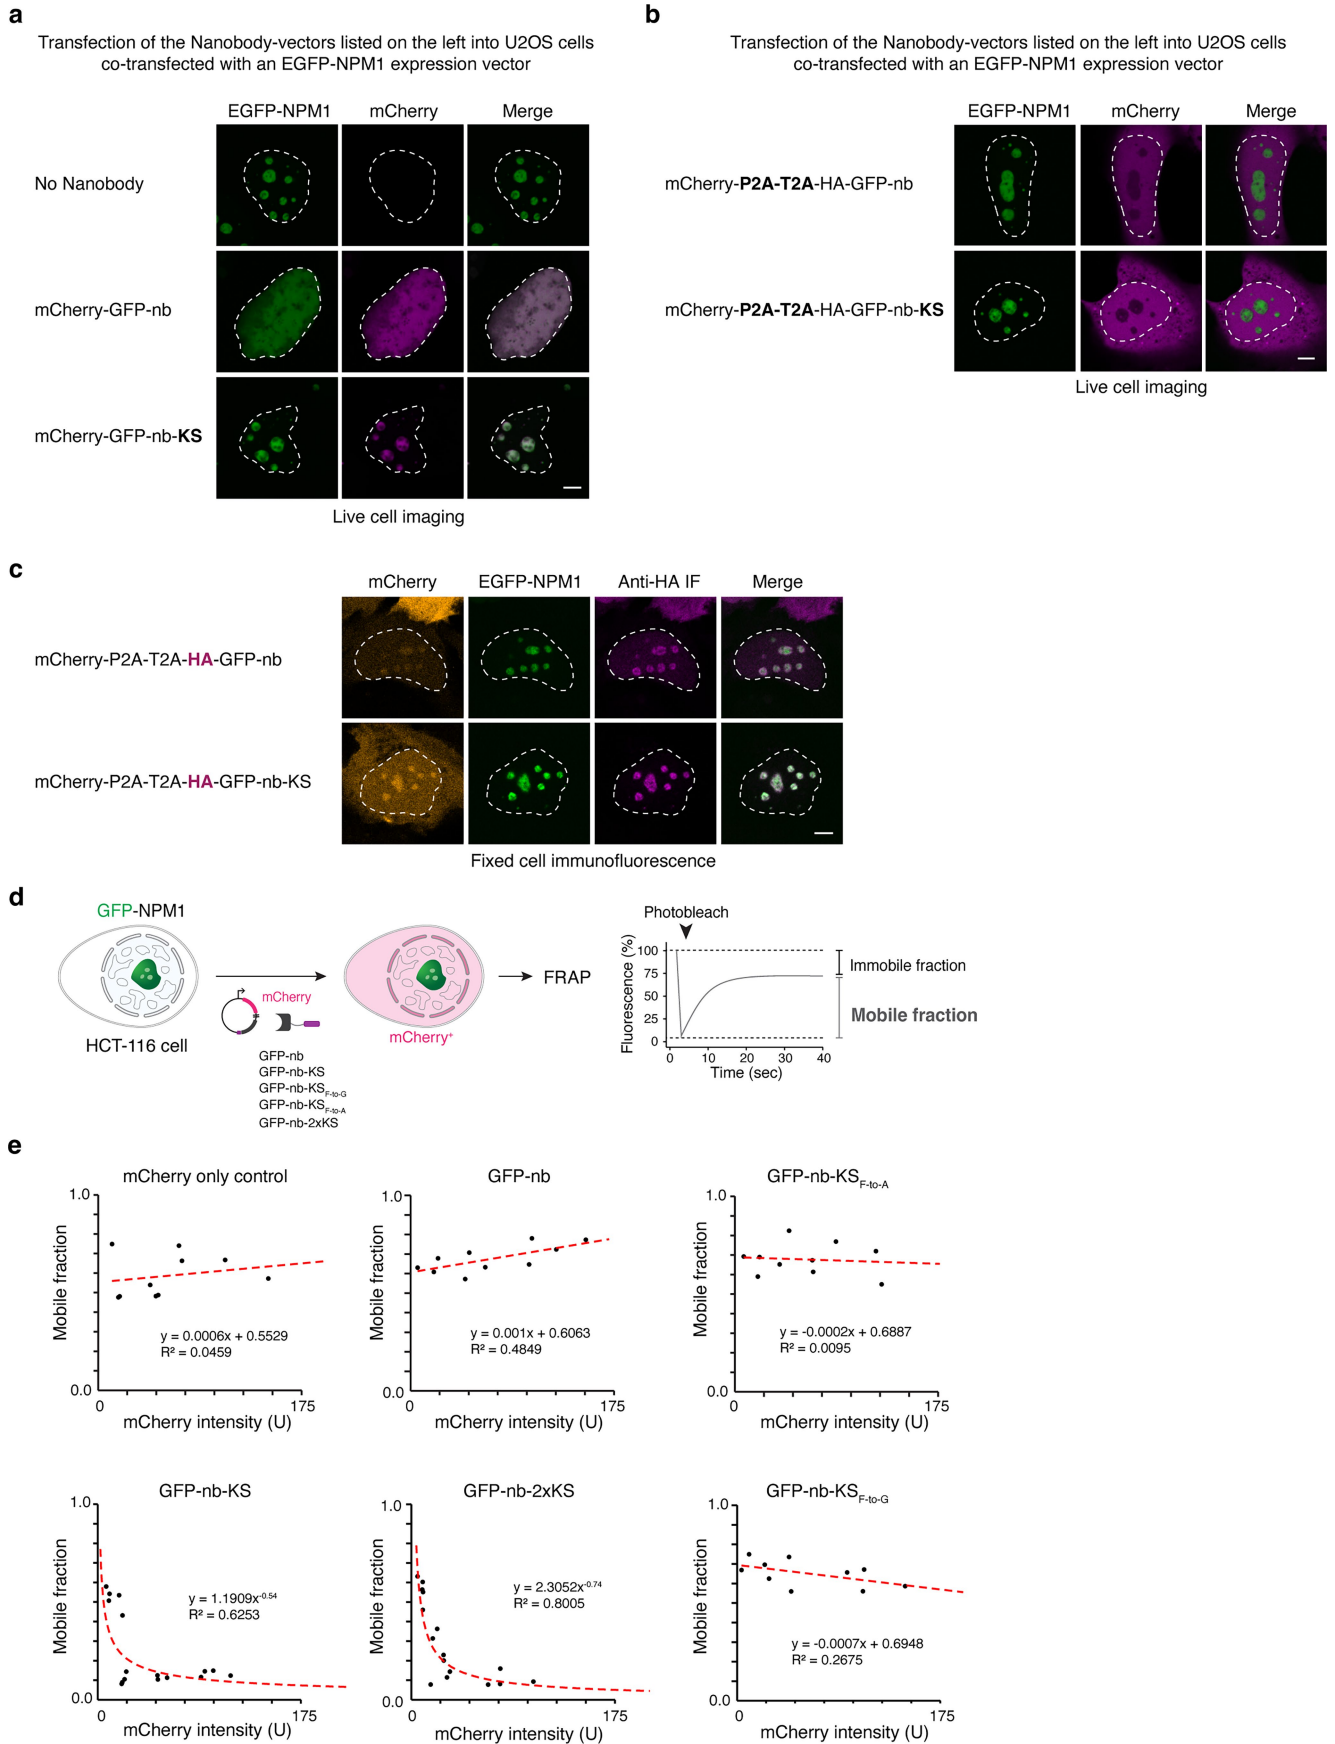 a
Transfection of the Nanobody-vectors listed on the left into U2OS cells
co-transfected with an EGFP-NPM1 expression vector
EGFP-NPM1 mCherry Merge
No Nanobody
mCherry-GFP-nb
mCherry-GFP-nb-KS
Live cell imaging
b
Transfection of the Nanobody-vectors listed on the left into U2OS cells
co-transfected with an EGFP-NPM1 expression vector
EGFP-NPM1 mCherry Merge
mCherry-P2A-T2A-HA-GFP-nb
mCherry-P2A-T2A-HA-GFP-nb-KS
Live cell imaging
c
mCherry EGFP-NPM1 Anti-HA IF Merge
mCherry-P2A-T2A-HA-GFP-nb
mCherry-P2A-T2A-HA-GFP-nb-KS
Fixed cell immunofluorescence
d
GFP-NPM1
HCT-116 cell
mCherry
GFP-nb
GFP-nb-KS
GFP-nb-KSF-to-G
GFP-nb-KSF-to-A
GFP-nb-2xKS
mCherry+
FRAP
Photobleach
Fluorescence (%)
100
75
50
25
0
0 10 20 30 40
Time (sec)
Immobile fraction
Mobile fraction
e
mCherry only control
Mobile fraction
1.0
y = 0.0006x + 0.5529
R² = 0.0459
0.0
0 175
mCherry intensity (U)
GFP-nb
Mobile fraction
1.0
y = 0.001x + 0.6063
R² = 0.4849
0.0
0 175
mCherry intensity (U)
GFP-nb-KSF-to-A
Mobile fraction
1.0
y = -0.0002x + 0.6887
R² = 0.0095
0.0
0 175
mCherry intensity (U)
GFP-nb-KS
Mobile fraction
1.0
y = 1.1909x-0.54
R² = 0.6253
0.0
0 175
mCherry intensity (U)
GFP-nb-2xKS
Mobile fraction
1.0
y = 2.3052x-0.74
R² = 0.8005
0.0
0 175
mCherry intensity (U)
GFP-nb-KSF-to-G
Mobile fraction
1.0
y = -0.0007x + 0.6948
R² = 0.2675
0.0
0 175
mCherry intensity (U)